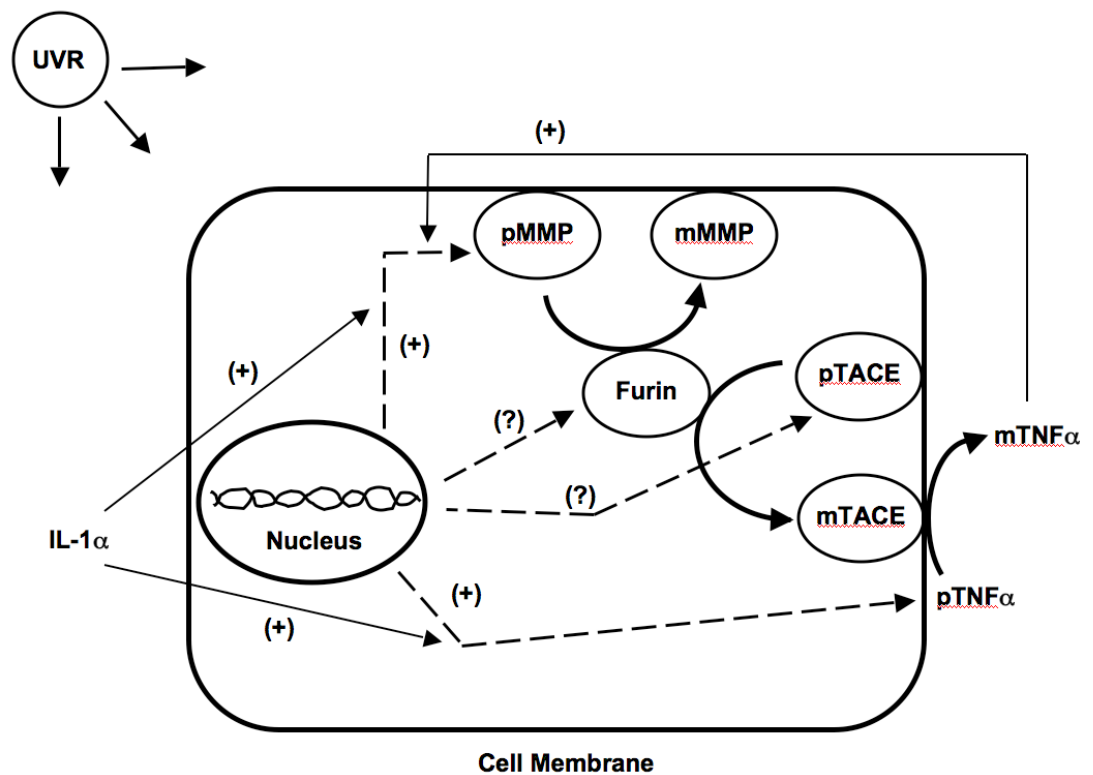 UVR
(+)
pMMP
mMMP
(+)
(+)
pTACE
Furin
(?)
mTNFα
(?)
mTACE
IL-1α
Nucleus
(+)
pTNFα
(+)
Cell Membrane